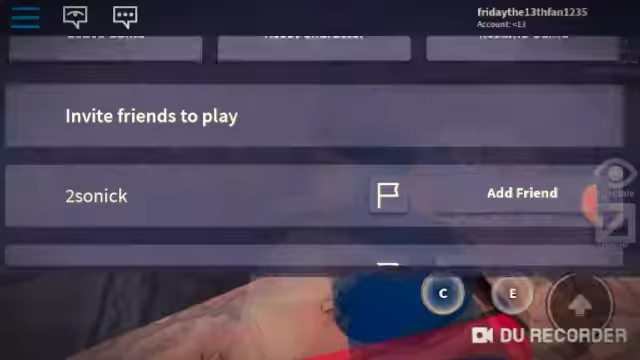 fridaythe13thfan1235
Account: <13
Invite friends to play
2sonick
Add Friend
C
E
DU RECORDER